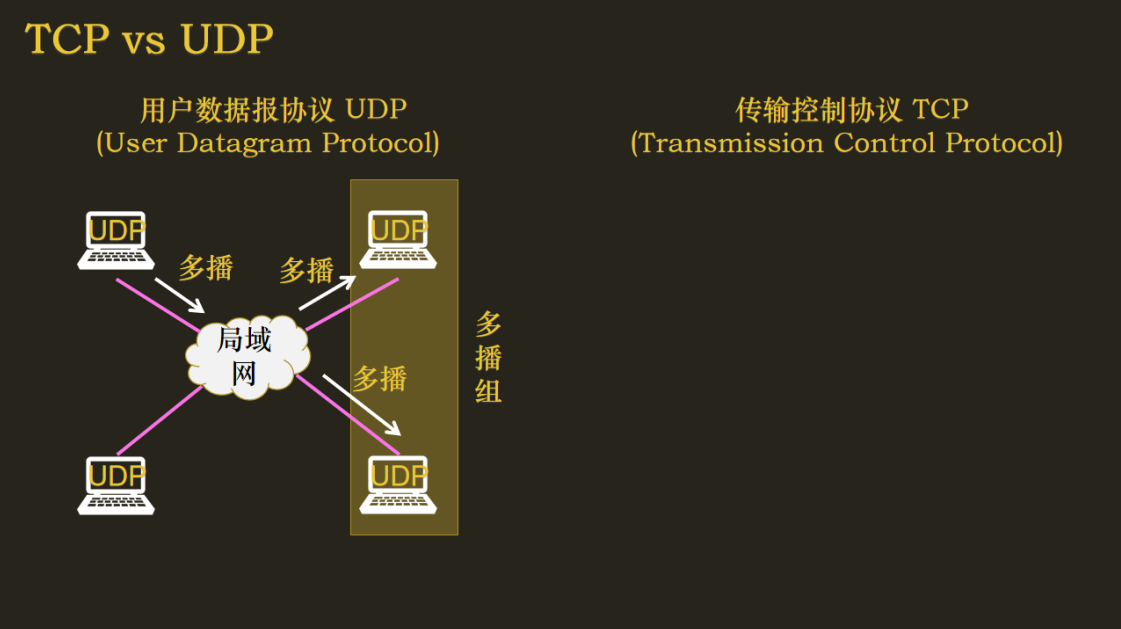 TCP vs UDP
用户数据报协议 UDP
(User Datagram Protocol)
传输控制协议 TCP
(Transmission Control Protocol)
UDP
UDP
多播
多播
局域
网
多播
多
播
组
UDP
UDP